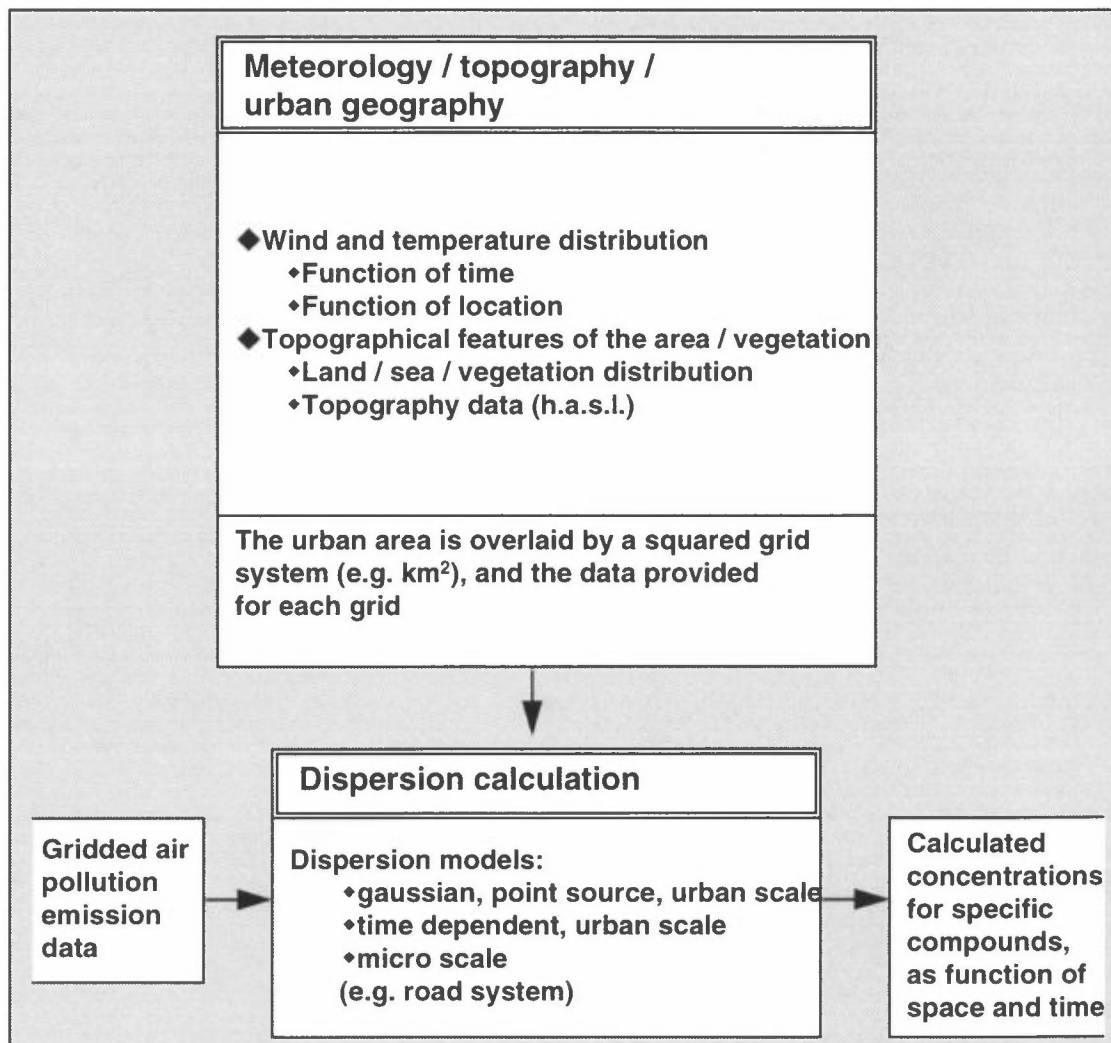 Meteorology / topography /
urban geography
◆Wind and temperature distribution
◆Function of time
◆Function of location
◆Topographical features of the area / vegetation
◆Land / sea / vegetation distribution
◆Topography data (h.a.s.l.)
The urban area is overlaid by a squared grid
system (e.g. km²), and the data provided
for each grid
Dispersion calculation
Gridded air
pollution
emission
data
Dispersion models:
◆gaussian, point source, urban scale
◆time dependent, urban scale
◆micro scale
(e.g. road system)
Calculated
concentrations
for specific
compounds,
as function of
space and time